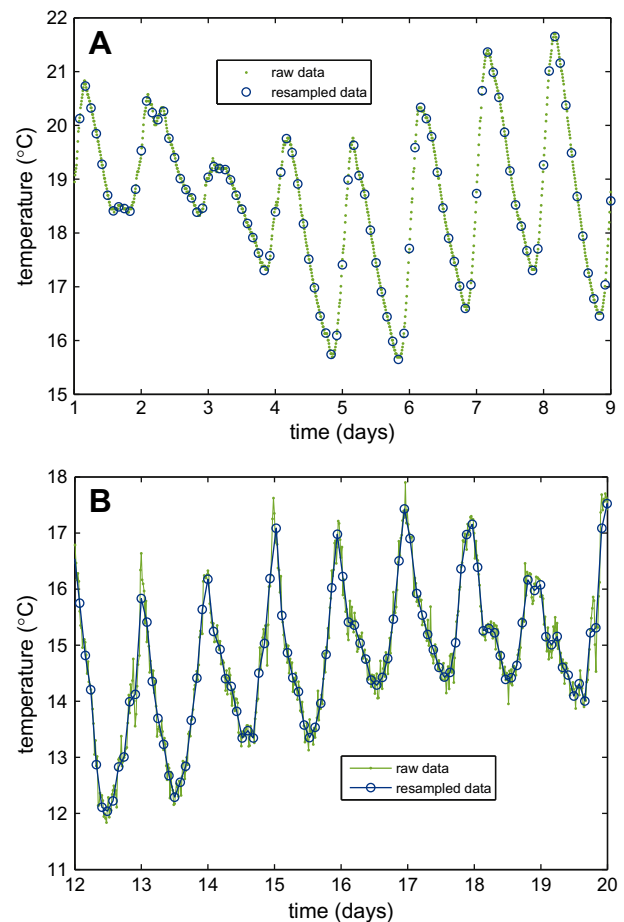 A
22
21
20
19
18
17
16
15
temperature (°C)
raw data
resampled data
1 2 3 4 5 6 7 8 9
time (days)
B
18
17
16
15
14
13
12
11
temperature (°C)
raw data
resampled data
12 13 14 15 16 17 18 19 20
time (days)